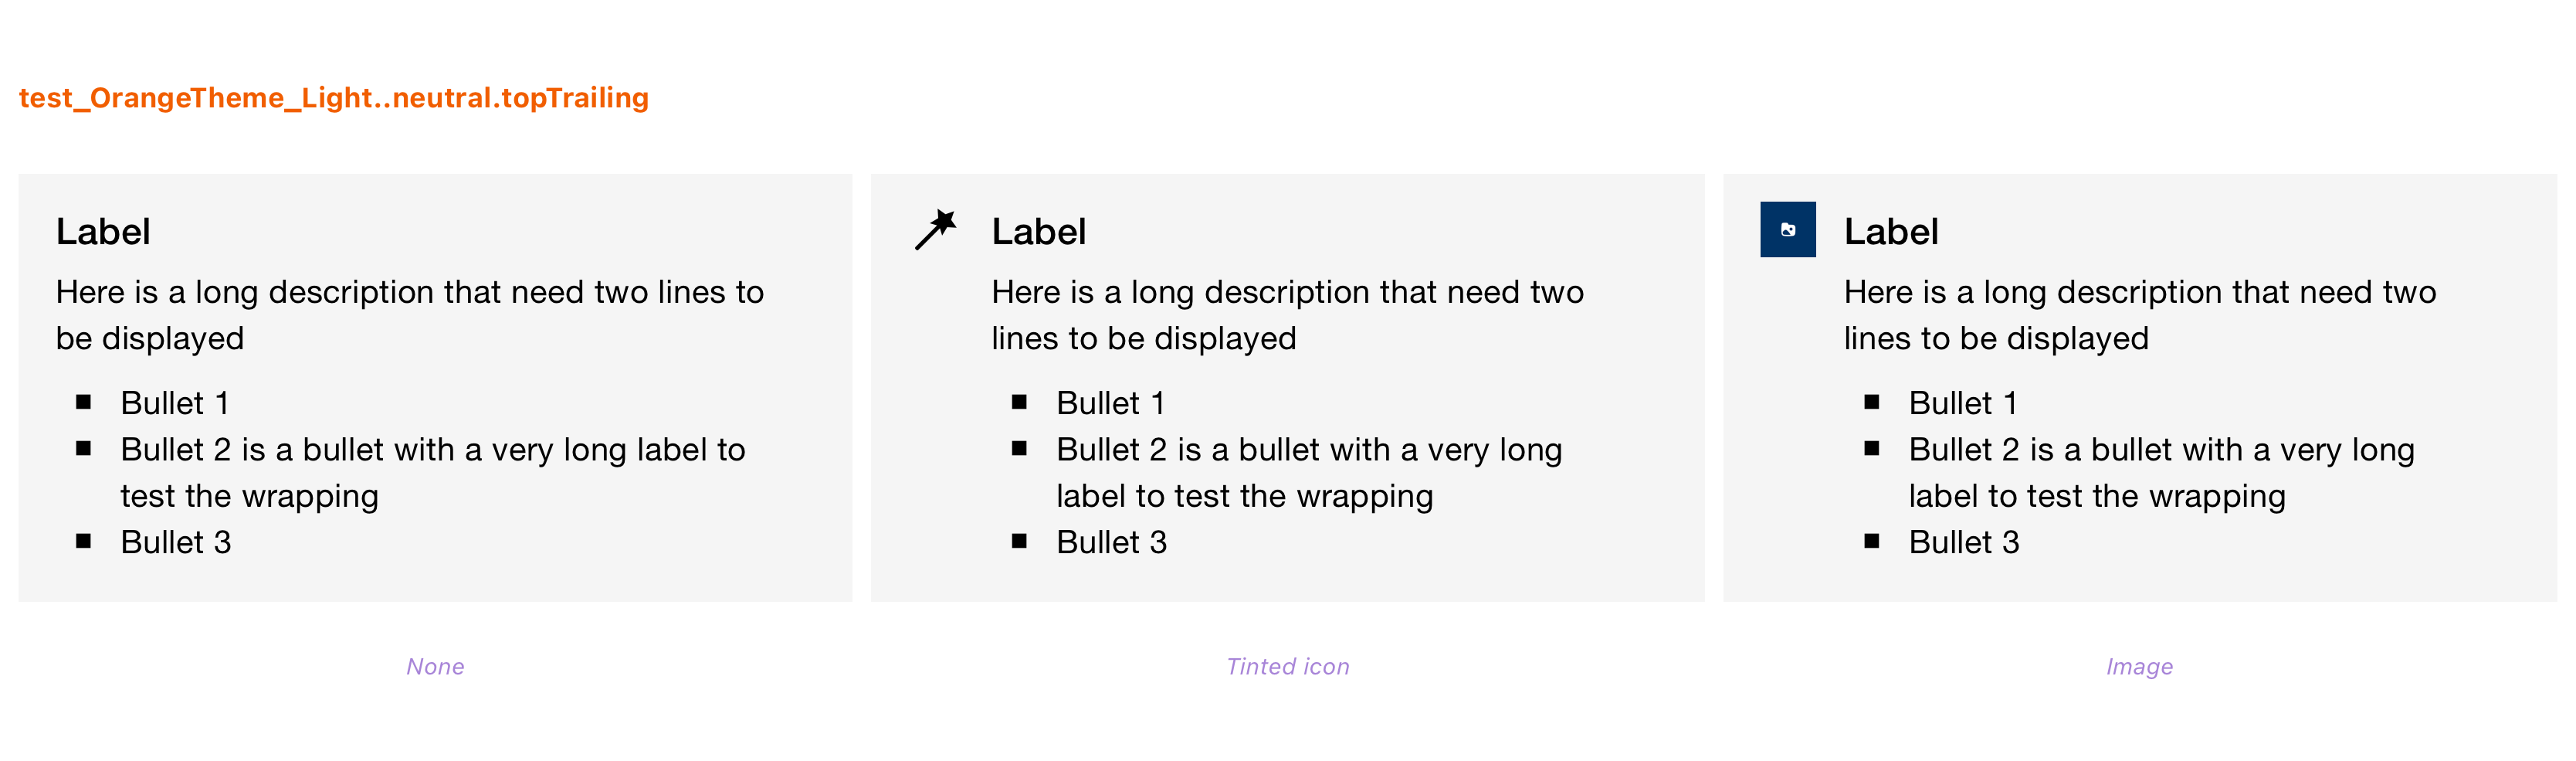 test_OrangeTheme_Light..neutral.topTrailing
Label
Here is a long description that need two lines to
be displayed
Bullet 1
Bullet 2 is a bullet with a very long label to
test the wrapping
Bullet 3
None
Label
Here is a long description that need two
lines to be displayed
Bullet 1
Bullet 2 is a bullet with a very long
label to test the wrapping
Bullet 3
Tinted icon
Label
Here is a long description that need two
lines to be displayed
Bullet 1
Bullet 2 is a bullet with a very long
label to test the wrapping
Bullet 3
Image